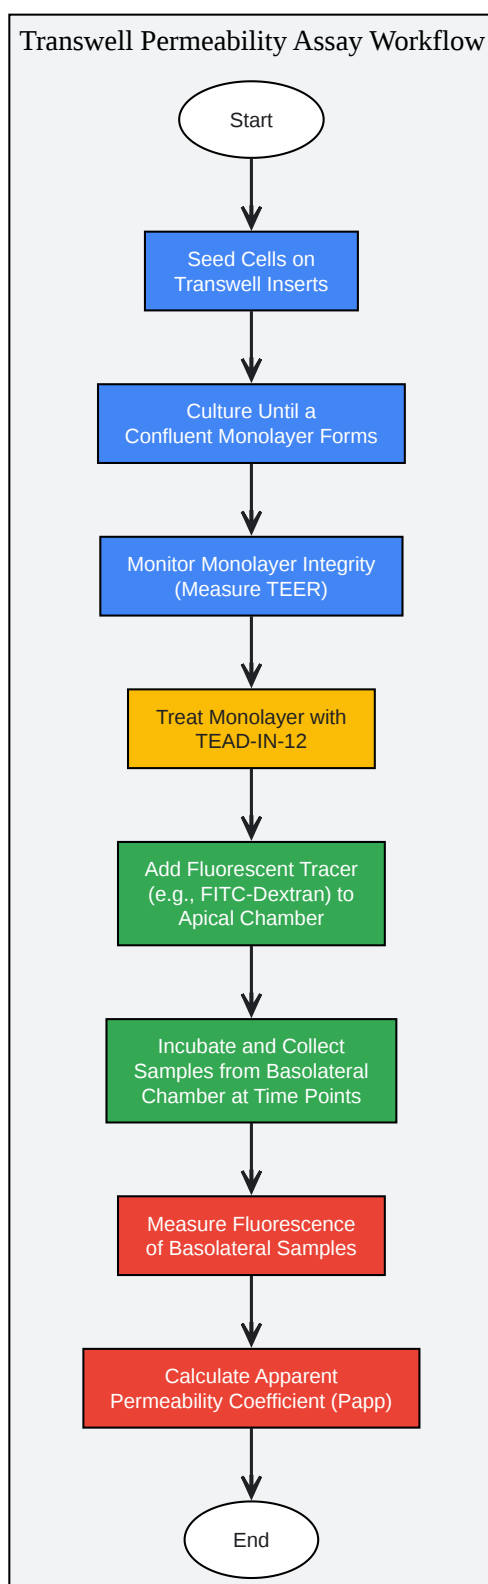 Transwell Permeability Assay Workflow
Start
Seed Cells on
Transwell Inserts
Culture Until a
Confluent Monolayer Forms
Monitor Monolayer Integrity
(Measure TEER)
Treat Monolayer with
TEAD-IN-12
Add Fluorescent Tracer
(e.g., FITC-Dextran) to
Apical Chamber
Incubate and Collect
Samples from Basolateral
Chamber at Time Points
Measure Fluorescence
of Basolateral Samples
Calculate Apparent
Permeability Coefficient (Papp)
End